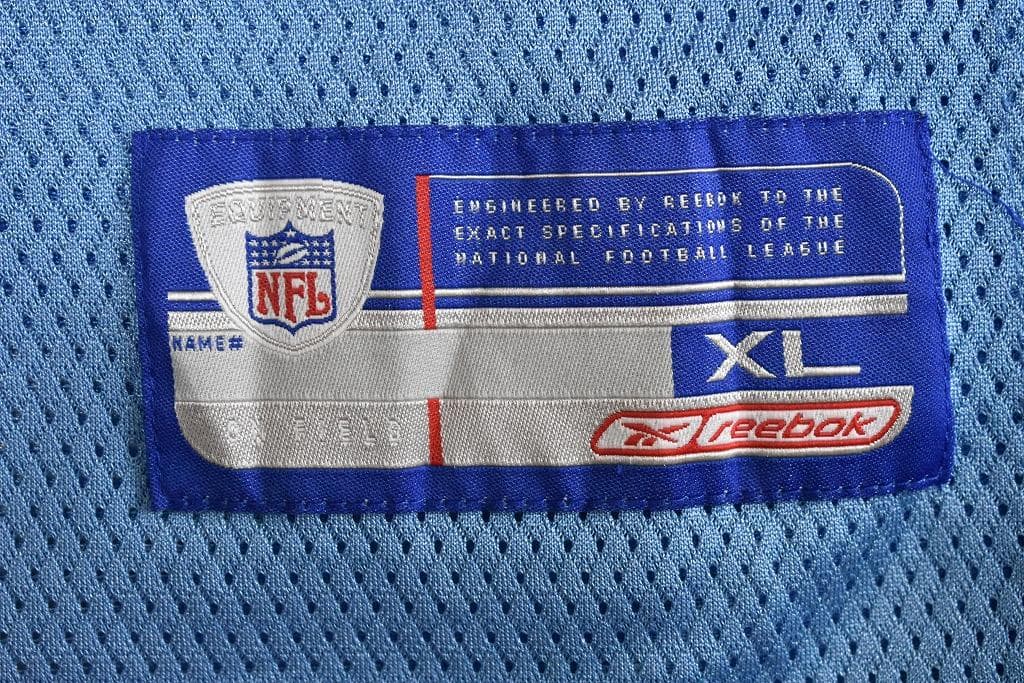 EQUIPMENT
NFL
ENGINEERED BY REEBOK TO THE
EXACT SPECIFICATIONS OF THE
NATIONAL FOOTBALL LEAGUE
NAME#
XL
ON FIELD
reebok